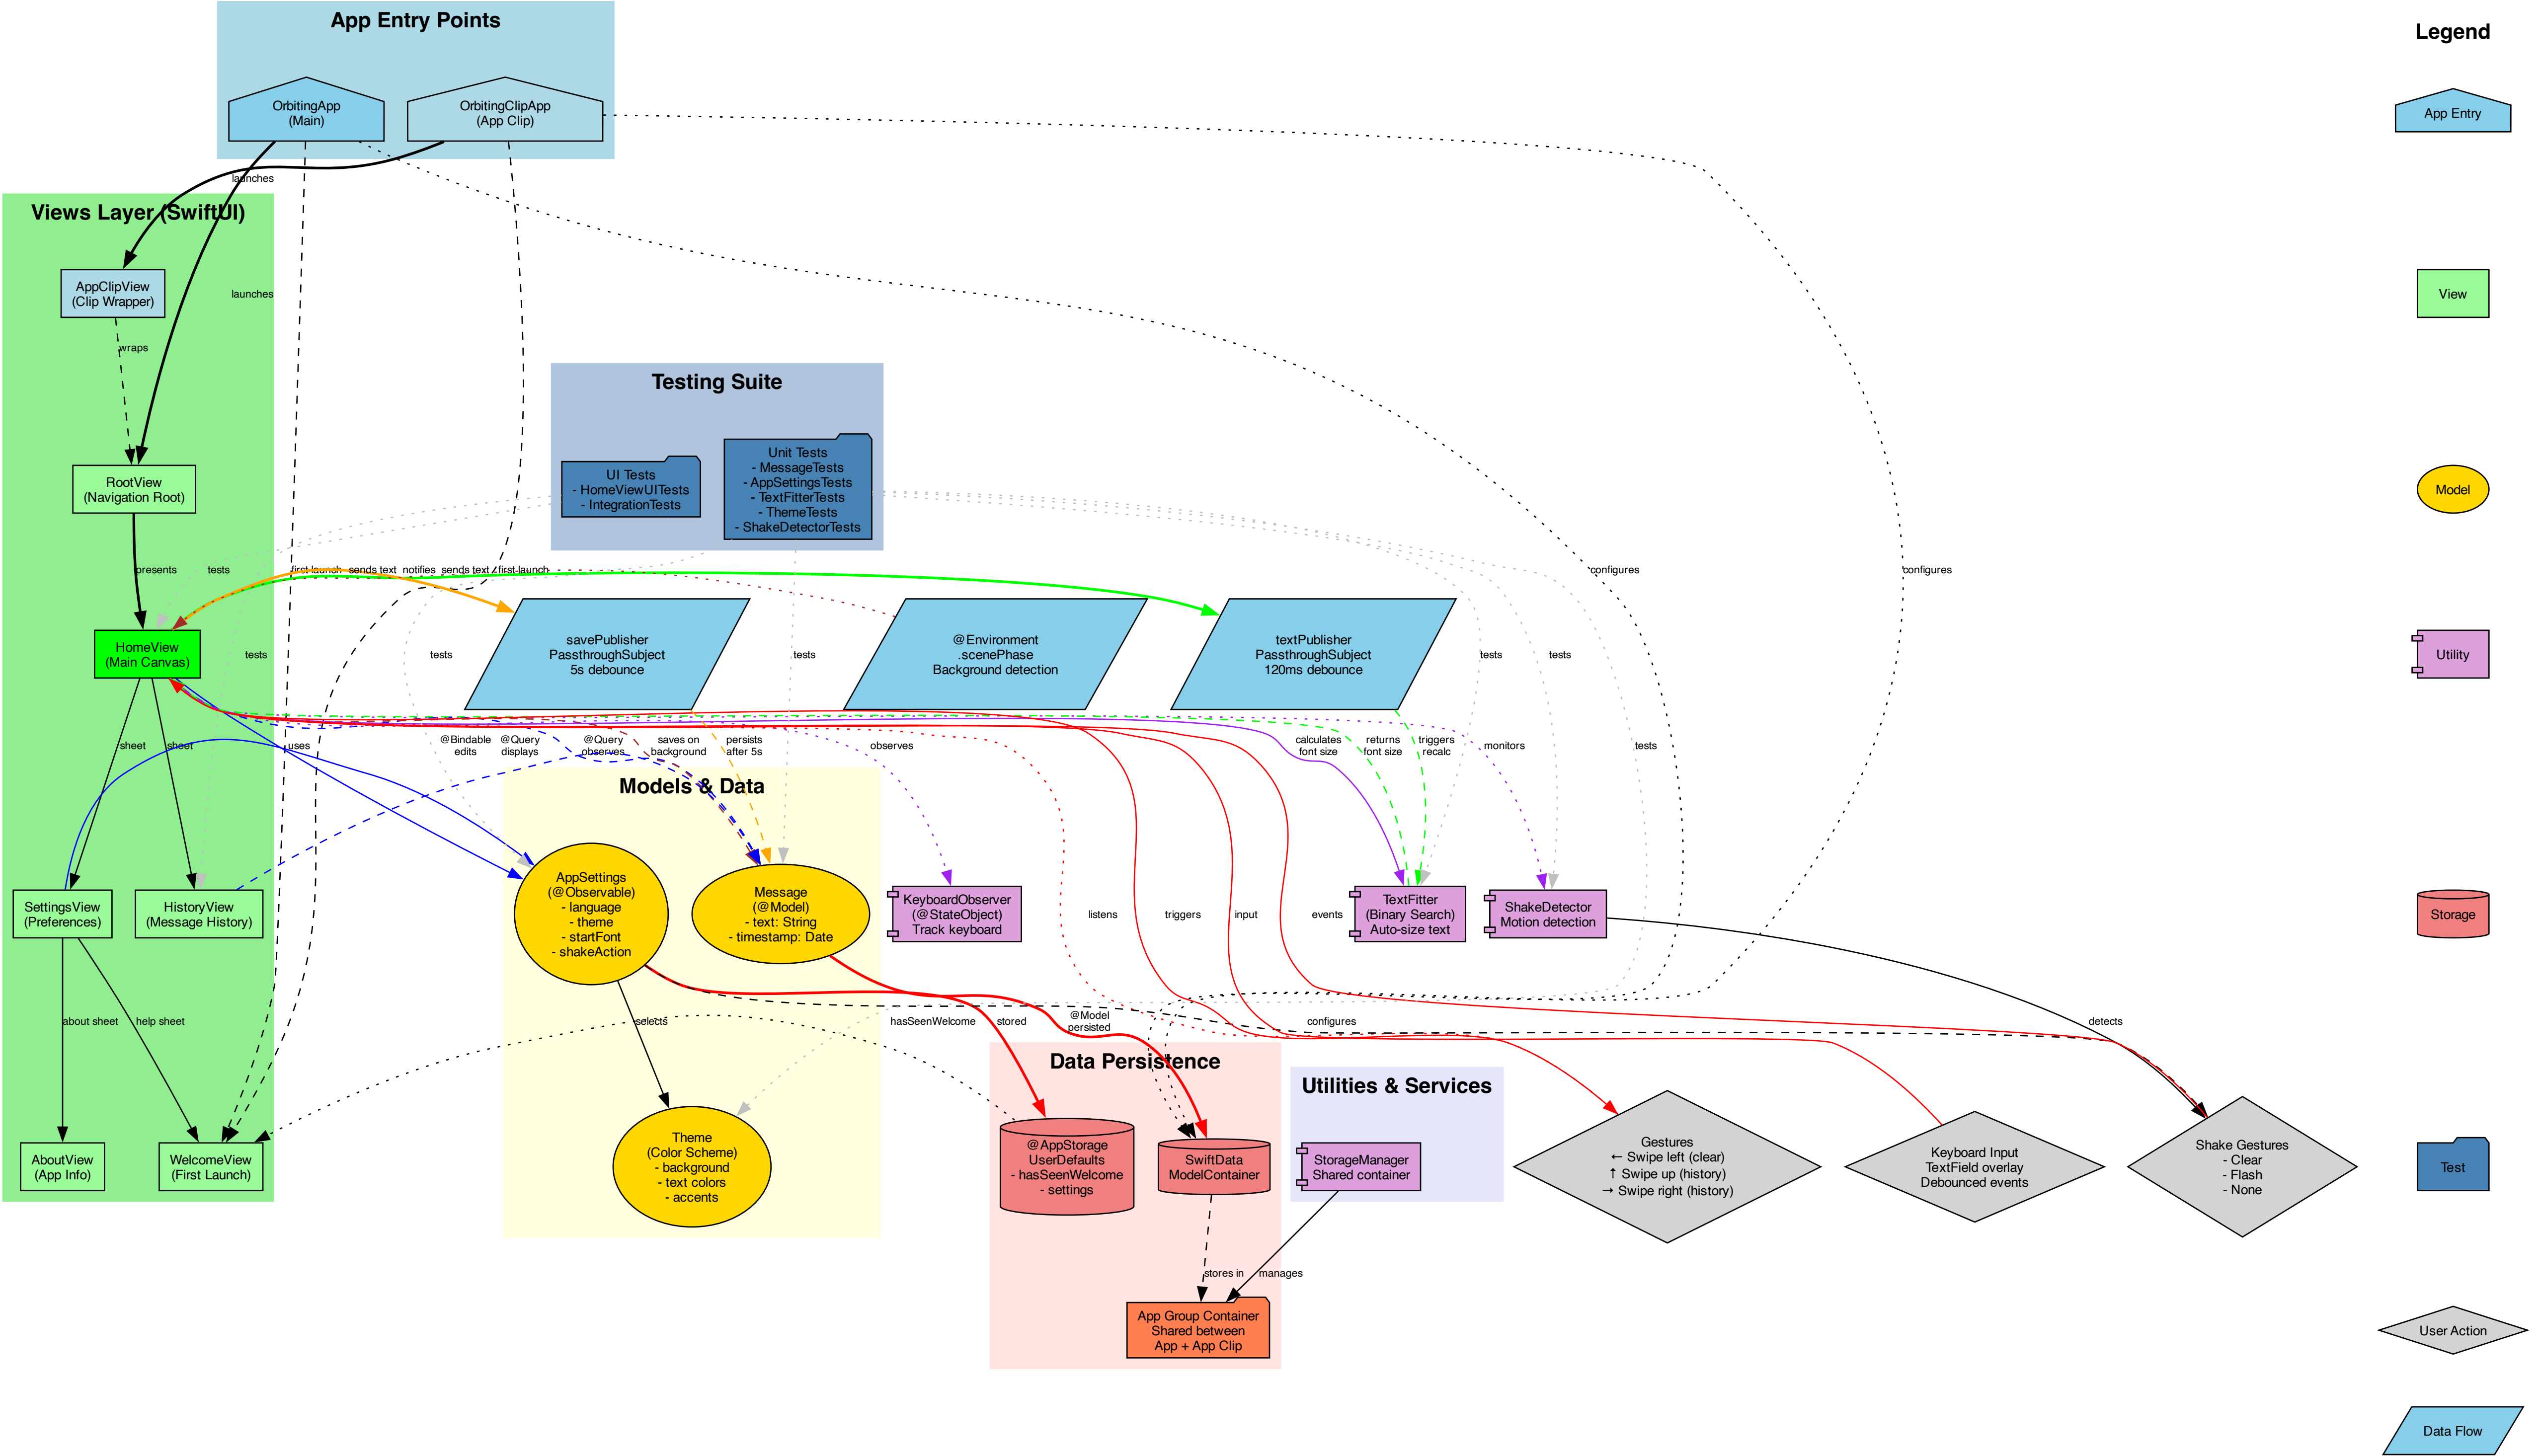 App Entry Points
OrbitingApp
(Main)
OrbitingClipApp
(App Clip)
Legend
App Entry
launches
Views Layer (SwiftUI)
AppClipView
(Clip Wrapper)
launches
View
wraps
Testing Suite
UI Tests
- HomeViewUITests
- IntegrationTests
Unit Tests
- MessageTests
- AppSettingsTests
- TextFitterTests
- ThemeTests
- ShakeDetectorTests
RootView
(Navigation Root)
Model
presents
tests
first launch
sends text
notifies
sends text
first launch
configures
configures
HomeView
(Main Canvas)
tests
tests
savePublisher
PassthroughSubject
5s debounce
tests
@Environment
.scenePhase
Background detection
textPublisher
PassthroughSubject
120ms debounce
tests
tests
Utility
sheet
sheet
uses
@Bindable
edits
@Query
displays
@Query
observes
saves on
background
persists
after 5s
observes
calculates
font size
returns
font size
triggers
recalc
monitors
tests
Models & Data
SettingsView
(Preferences)
HistoryView
(Message History)
AppSettings
(@Observable)
- language
- theme
- startFont
- shakeAction
Message
(@Model)
- text: String
- timestamp: Date
KeyboardObserver
(@StateObject)
Track keyboard
listens
triggers
input
events
TextFitter
(Binary Search)
Auto-size text
ShakeDetector
Motion detection
Storage
about sheet
help sheet
selects
hasSeenWelcome
stored
@Model
persisted
configures
detects
Data Persistence
Utilities & Services
AboutView
(App Info)
WelcomeView
(First Launch)
Theme
(Color Scheme)
- background
- text colors
- accents
@AppStorage
UserDefaults
- hasSeenWelcome
- settings
SwiftData
ModelContainer
StorageManager
Shared container
Gestures
← Swipe left (clear)
↑ Swipe up (history)
→ Swipe right (history)
Keyboard Input
TextField overlay
Debounced events
Shake Gestures
- Clear
- Flash
- None
Test
stores in
manages
App Group Container
Shared between
App + App Clip
User Action
Data Flow